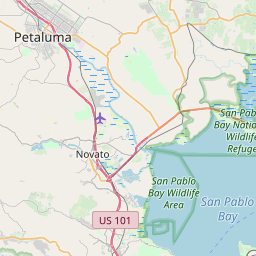 Petaluma
San Pablo
Bay National
Wildlife
Refuge
Novato
San Pablo
Bay Wildlife
Area
San Pablo
Bay
US 101